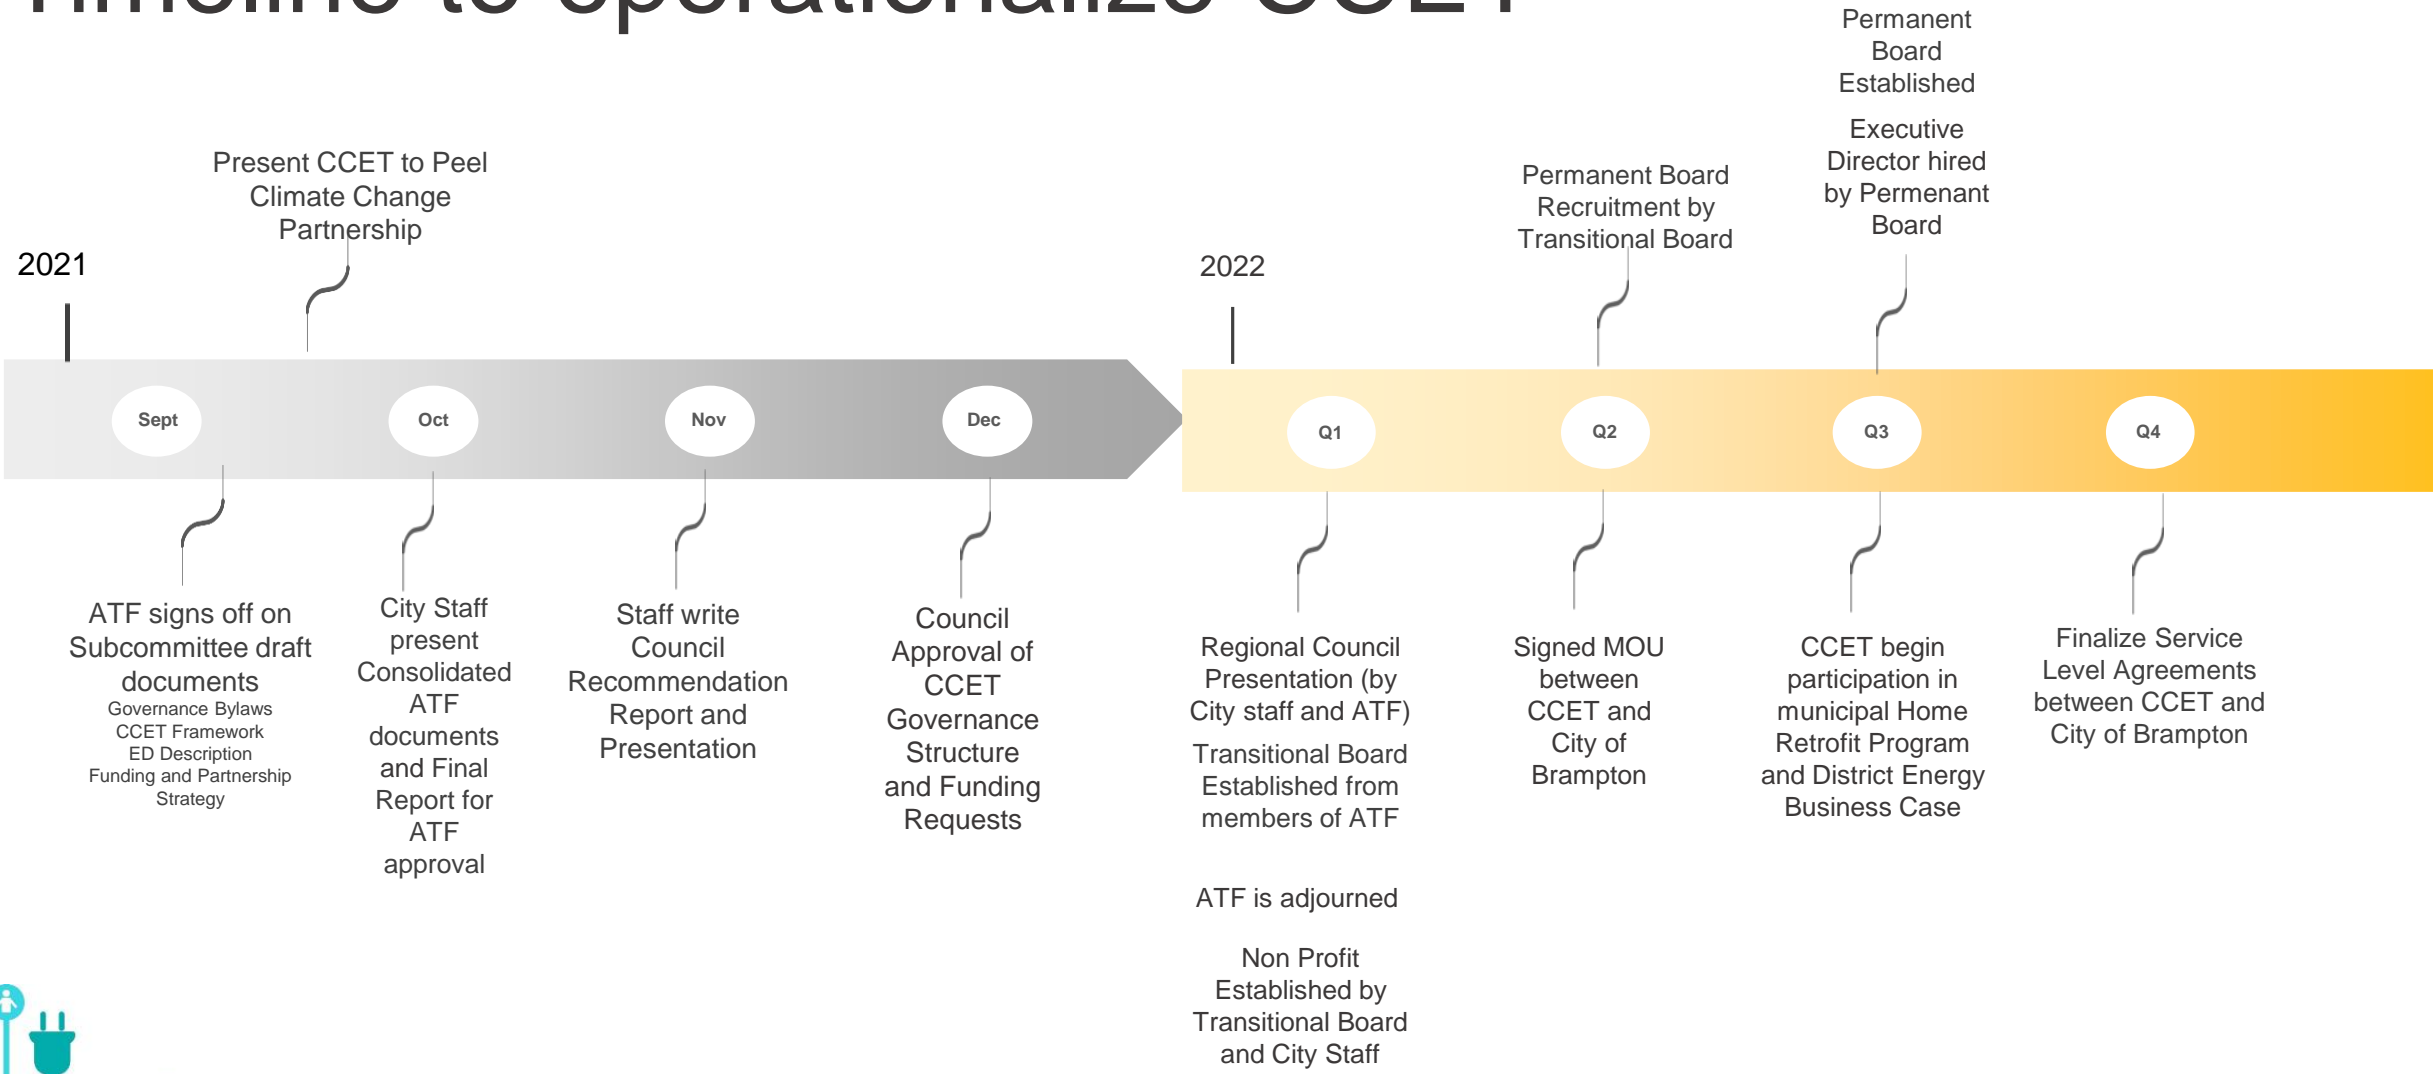 Timeline to operationalize CCET
Permanent
Board
Established
Executive
Director hired
by Permenant
Board
Present CCET to Peel
Climate Change
Partnership
Permanent Board
Recruitment by
Transitional Board
2021
2022
Sept
Oct
Nov
Dec
Q1
Q2
Q3
Q4
ATF signs off on
Subcommittee draft
documents
Governance Bylaws
CCET Framework
ED Description
Funding and Partnership
Strategy
City Staff
present
Consolidated
ATF
documents
and Final
Report for
ATF
approval
Staff write
Council
Recommendation
Report and
Presentation
Council
Approval of
CCET
Governance
Structure
and Funding
Requests
Regional Council
Presentation (by
City staff and ATF)
Transitional Board
Established from
members of ATF
ATF is adjourned
Non Profit
Established by
Transitional Board
and City Staff
Signed MOU
between
CCET and
City of
Brampton
CCET begin
participation in
municipal Home
Retrofit Program
and District Energy
Business Case
Finalize Service
Level Agreements
between CCET and
City of Brampton